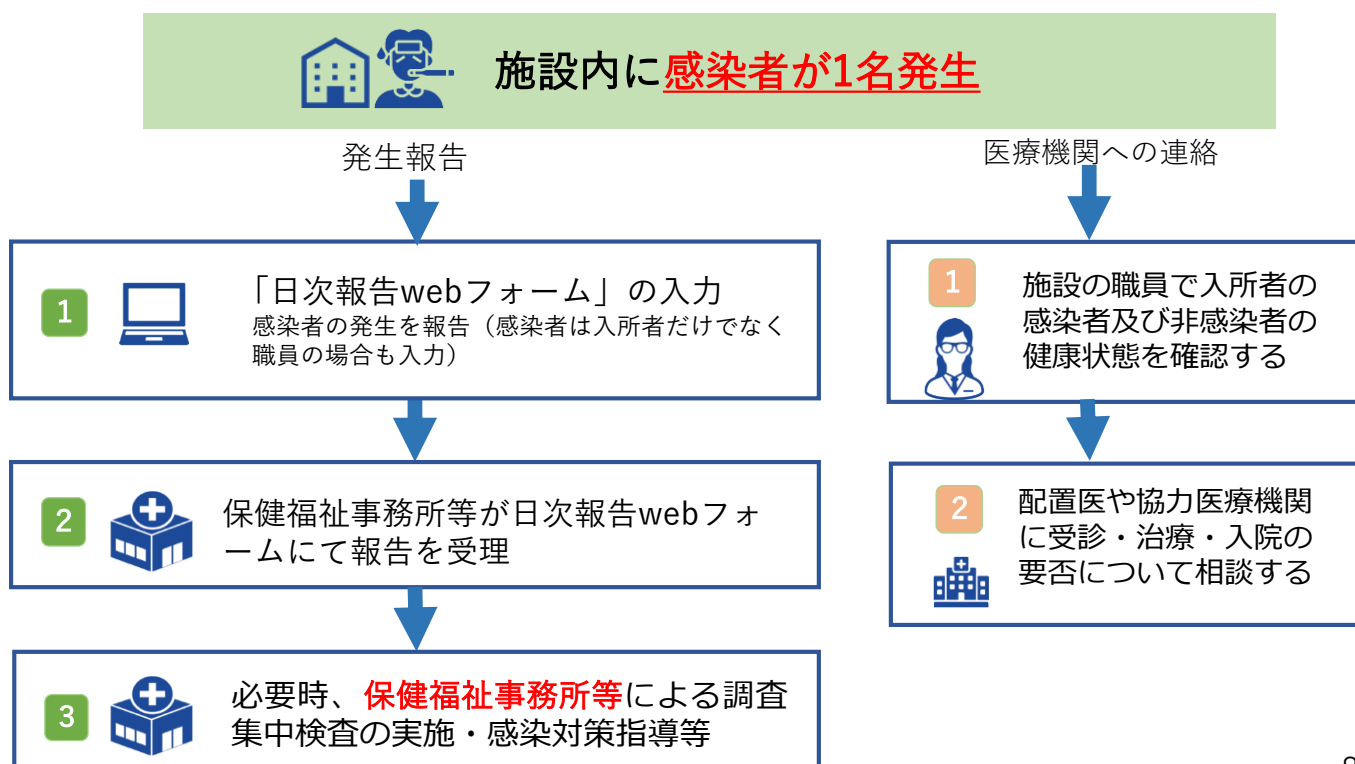 施設内に感染者が1名発生
発生報告
医療機関への連絡
1
「日次報告webフォーム」の入力
感染者の発生を報告（感染者は入所者だけでなく
職員の場合も入力）
2
保健福祉事務所等が日次報告webフォ
ームにて報告を受理
3
必要時、保健福祉事務所等による調査
集中検査の実施・感染対策指導等
1
施設の職員で入所者の
感染者及び非感染者の
健康状態を確認する
2
配置医や協力医療機関
に受診・治療・入院の
要否について相談する